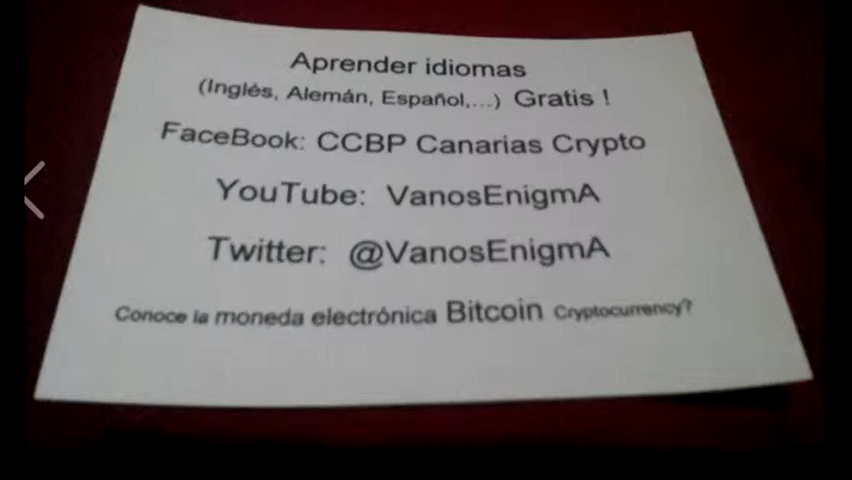 Aprender idiomas
(Inglés, Alemán, Español,...) Gratis !
FaceBook: CCBP Canarias Crypto
YouTube: VanosEnigmA
Twitter: @VanosEnigmA
Conoce la moneda electrónica Bitcoin Cryptocurrency?